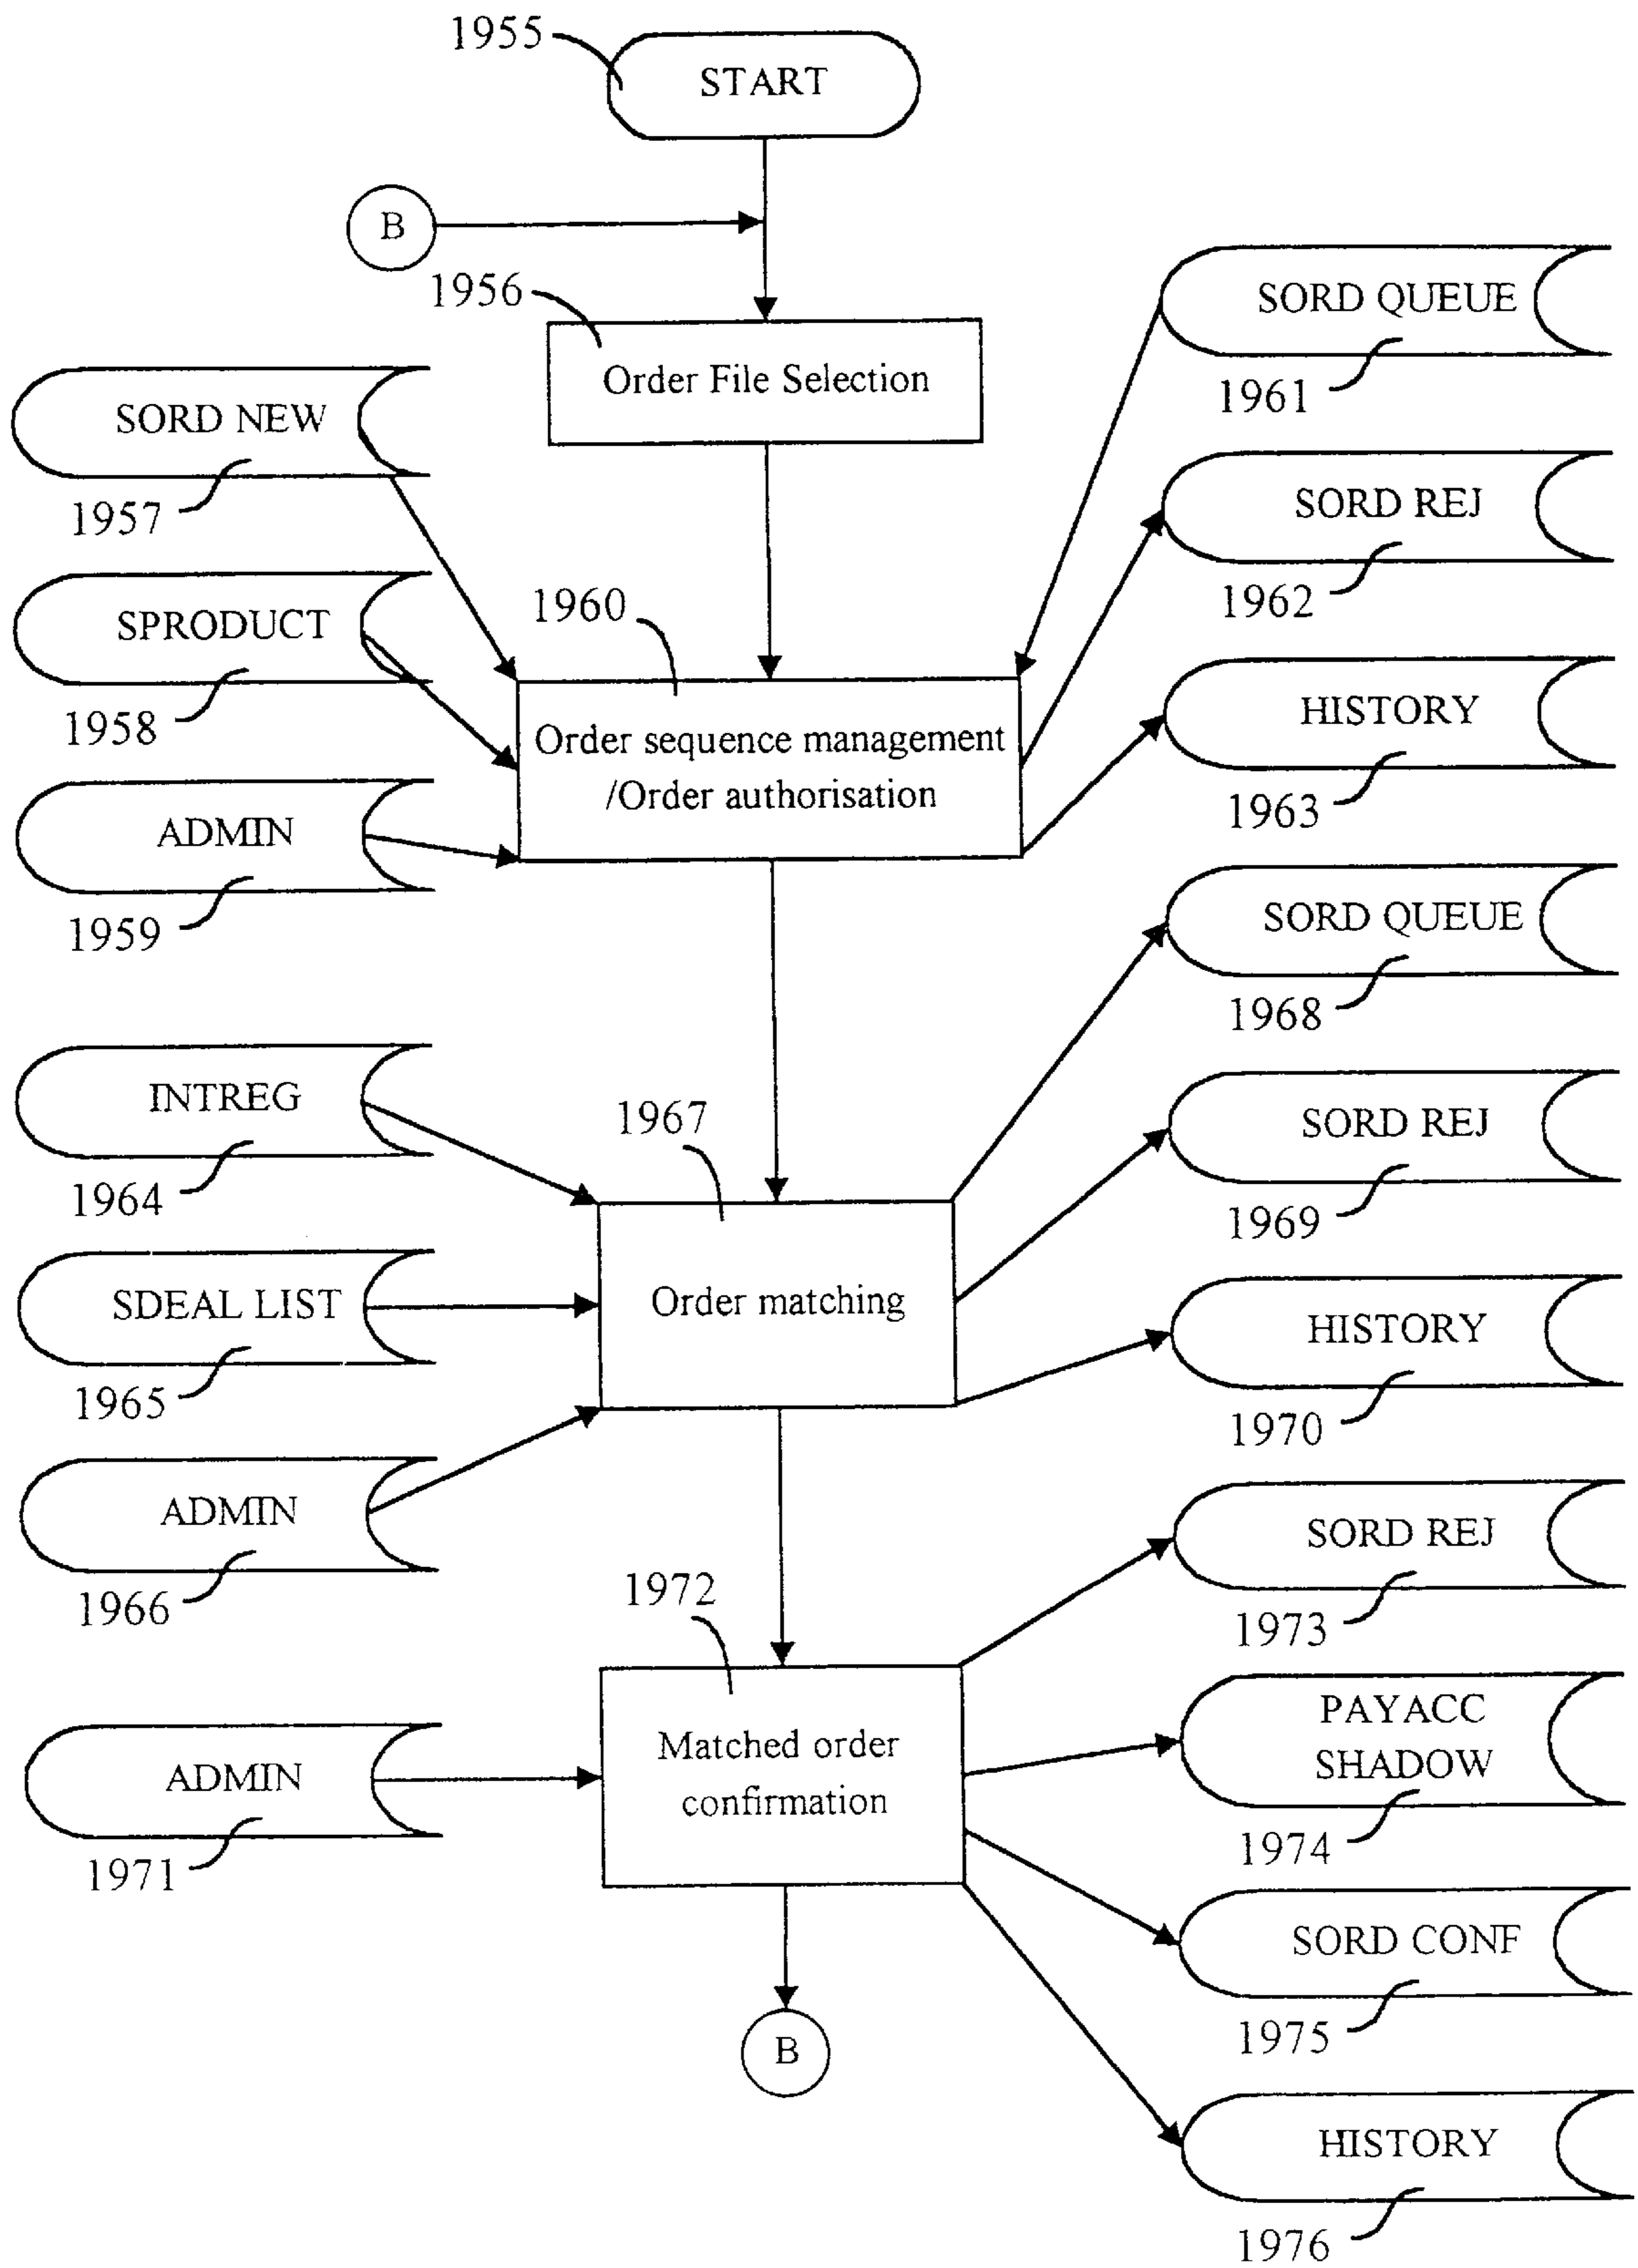 1955
START
B
1956
Order File Selection
SORD QUEUE
1961
SORD NEW
1957
SORD REJ
1962
SPRODUCT
1958
1960
Order sequence management
/Order authorisation
HISTORY
1963
ADMIN
1959
SORD QUEUE
1968
INTREG
1964
1967
Order matching
SORD REJ
1969
SDEAL LIST
1965
HISTORY
1970
ADMIN
1966
SORD REJ
1973
1972
Matched order
confirmation
PAYACC
SHADOW
1974
ADMIN
1971
SORD CONF
1975
B
HISTORY
1976